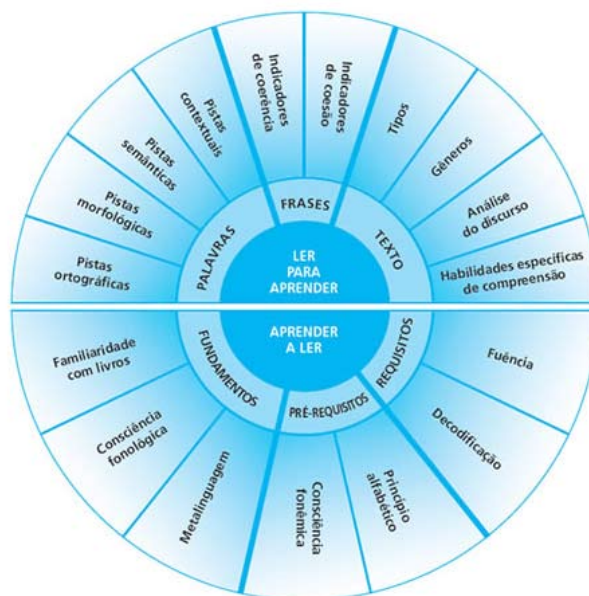 Pistas
ortográficas
Pistas
morfológicas
Pistas
semânticas
Pistas
contextuais
Indicadores
de coerência
Indicadores
de coesão
Tipos
Gêneros
Análise
do discurso
Habilidades específicas
de compreensão
PALAVRAS
FRASES
TEXTO
LER
PARA
APRENDER
APRENDER
A LER
FUNDAMENTOS
PRÉ-REQUISITOS
REQUISITOS
Familiaridade
com livros
Consciência
fonológica
Metalinguagem
Consciência
fonêmica
Princípio
alfabético
Decodificação
Fuência